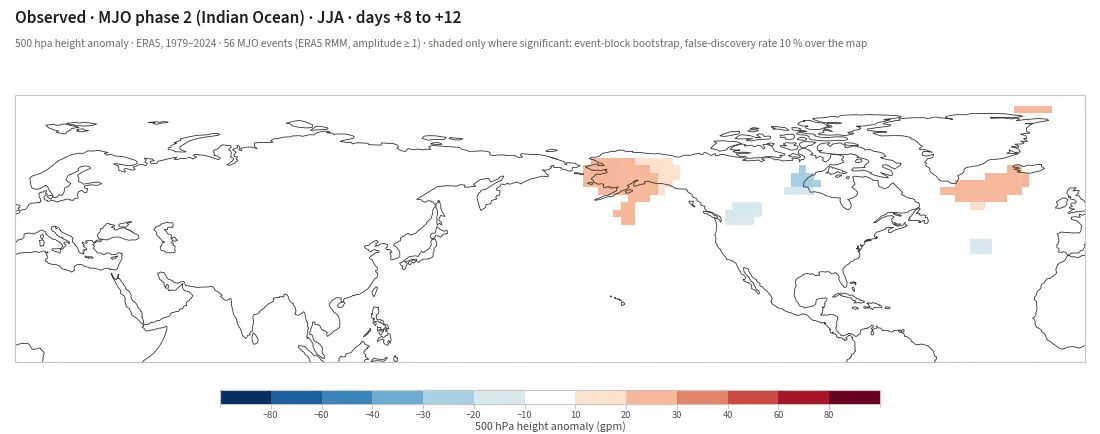 Observed · MJO phase 2 (Indian Ocean) · JJA · days +8 to +12
500 hpa height anomaly · ERA5, 1979–2024 · 56 MJO events (ERA5 RMM, amplitude ≥ 1) · shaded only where significant: event-block bootstrap, false-discovery rate 10 % over the map
−80 −60 −40 −30 −20 −10 10 20 30 40 60 80
500 hPa height anomaly (gpm)